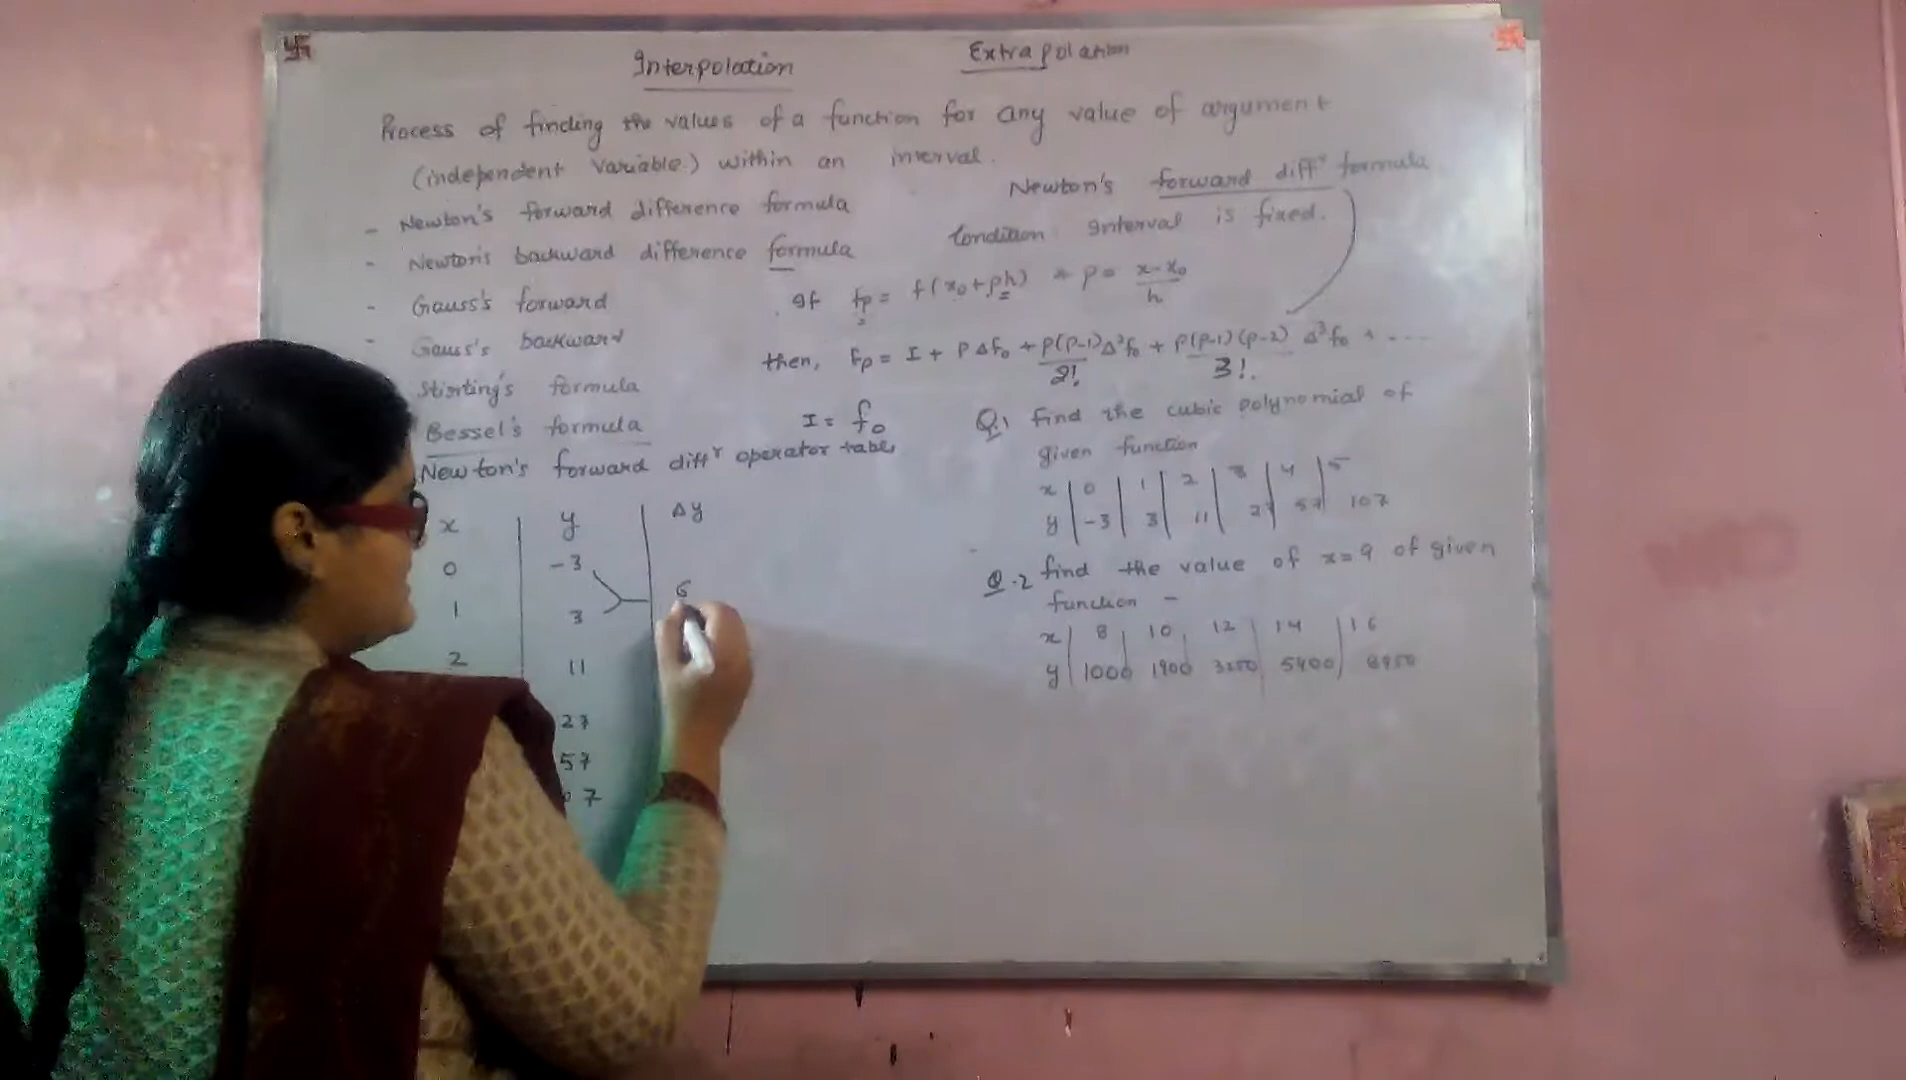 Interpolation
Extrapolation
Process of finding the values of a function for any value of argument
(independent variable) within an interval.
- Newton's forward difference formula
- Newton's backward difference formula
- Gauss's forward
- Gauss's backward
Stirling's formula
Bessel's formula
Newton's forward diffʳ formula
Condition Interval is fixed.
If fp = f(x₀+ph) * p = x-x₀/h
then, Fp = I + pΔf₀ + p(p-1)/2! Δ²f₀ + p(p-1)(p-2)/3! Δ³f₀ + ....
I = f₀
Newton's forward diffʳ operator table
x | y | Δy
0 | -3
6
1 | 3
2 | 11
27
57
07
Q.1 find the cubic polynomial of
given function
x | 0 | 1 | 2 | 3 | 4 | 5
y | -3 | 3 | 11 | 27 | 57 | 107
Q.2 find the value of x=9 of given
function -
x | 8 | 10 | 12 | 14 | 16
y | 1000 | 1900 | 3250 | 5400 | 8950